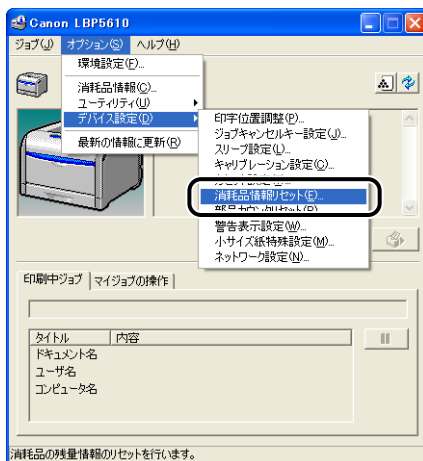 Canon LBP5610
ジョブ(J) オプション(S) ヘルプ(H)
環境設定(F)...
消耗品情報(C)...
ユーティリティ(U)
デバイス設定(D)
最新の情報に更新(R)
印字位置調整(P)...
ジョブキャンセルキー設定(J)...
スリープ設定(L)...
キャリブレーション設定(C)...
消耗品情報リセット(E)...
警告表示設定(W)...
小サイズ紙特殊設定(M)...
ネットワーク設定(N)...
印刷中ジョブ マイジョブの操作
タイトル 内容
ドキュメント名
ユーザ名
コンピュータ名
消耗品の残量情報のリセットを行います。